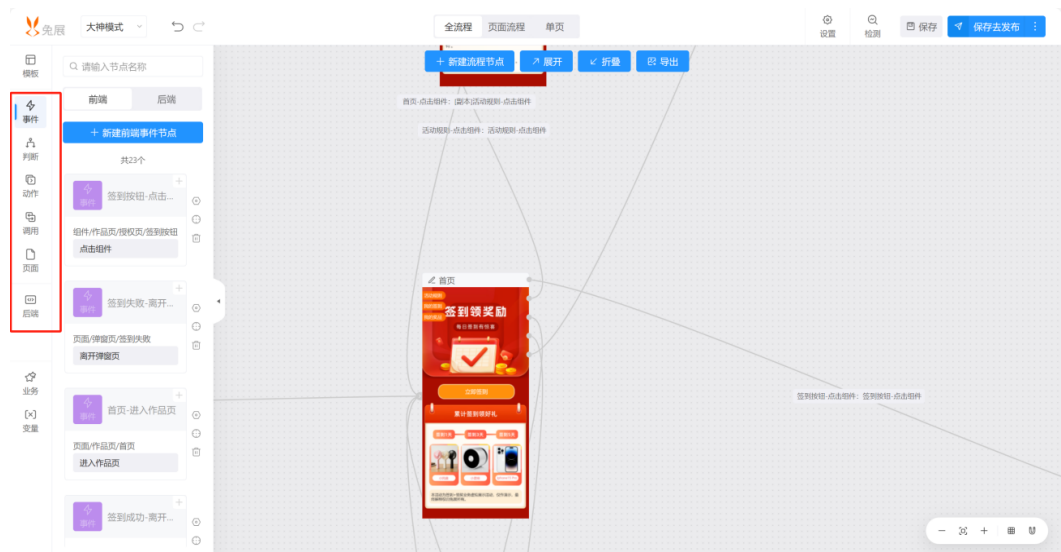 免展
大神模式
全流程 页面流程 单页
设置
检测
保存
保存去发布
模板
请输入节点名称
+ 新建流程节点
展开
折叠
导出
事件
前端 后端
首页-点击组件: [副本]活动规则-点击组件
+ 新建前端事件节点
活动规则-点击组件: 活动规则-点击组件
判断
共23个
动作
事件
签到按钮-点击...
调用
组件/作品页/授权页/签到按钮
点击组件
页面
首页
签到领奖励
后端
事件
签到失败-离开...
页面/弹窗页/签到失败
离开弹窗页
业务
立即签到
签到按钮-点击组件: 签到按钮-点击组件
变量
事件
首页-进入作品页
累计签到领好礼
页面/作品页/首页
进入作品页
事件
签到成功-离开...